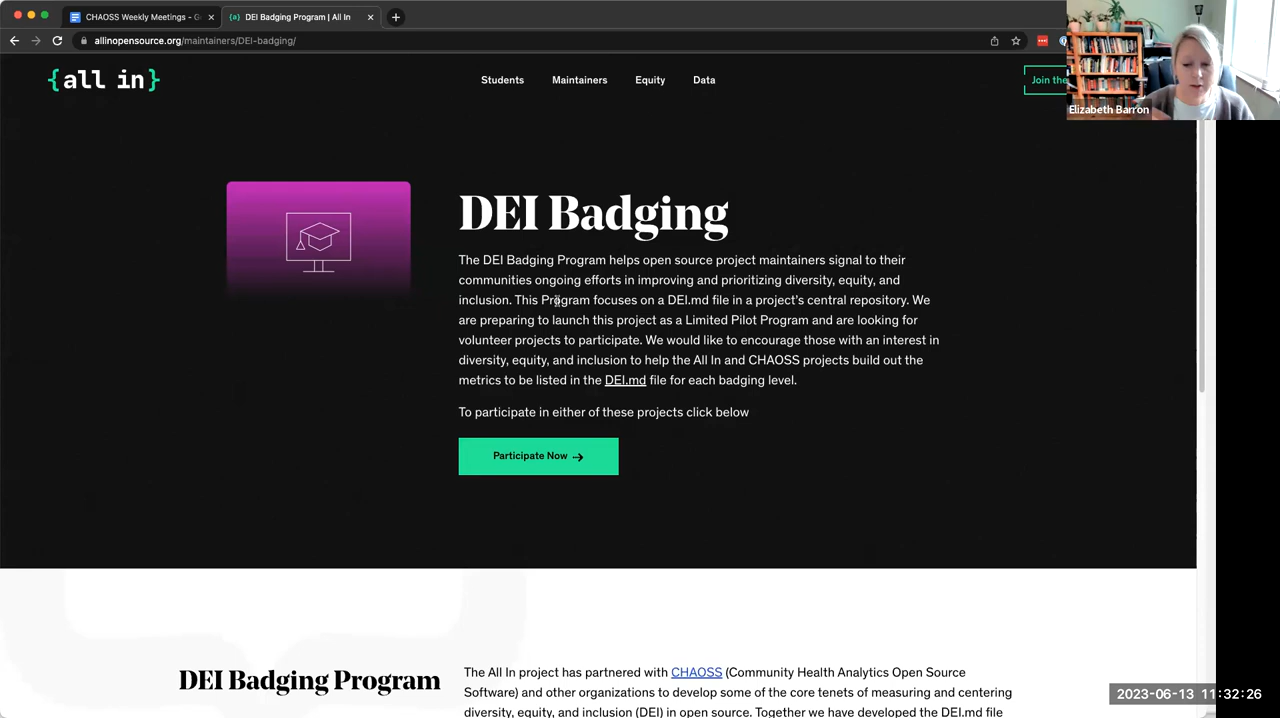 CHAOSS Weekly Meetings - G
DEI Badging Program | All In
allinopensource.org/maintainers/DEI-badging/
{all in}
Students
Maintainers
Equity
Data
Join the
Elizabeth Barron
DEI Badging
The DEI Badging Program helps open source project maintainers signal to their
communities ongoing efforts in improving and prioritizing diversity, equity, and
inclusion. This Program focuses on a DEI.md file in a project's central repository. We
are preparing to launch this project as a Limited Pilot Program and are looking for
volunteer projects to participate. We would like to encourage those with an interest in
diversity, equity, and inclusion to help the All In and CHAOSS projects build out the
metrics to be listed in the DEI.md file for each badging level.
To participate in either of these projects click below
Participate Now →
DEI Badging Program
The All In project has partnered with CHAOSS (Community Health Analytics Open Source
Software) and other organizations to develop some of the core tenets of measuring and centering
diversity, equity, and inclusion (DEI) in open source. Together we have developed the DEI.md file
2023-06-13 11:32:26